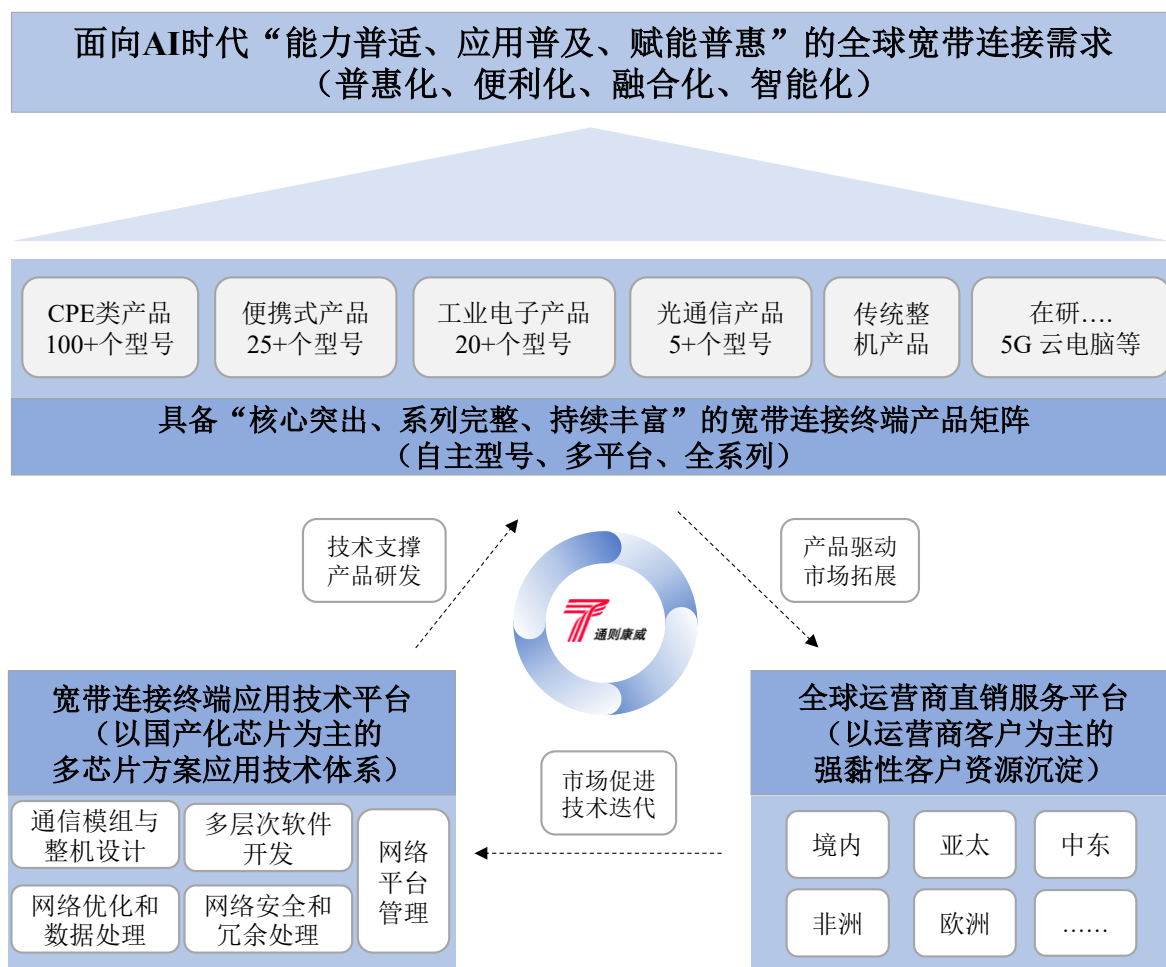 面向AI时代“能力普适、应用普及、赋能普惠”的全球宽带连接需求
（普惠化、便利化、融合化、智能化）
CPE类产品
100+个型号
便携式产品
25+个型号
工业电子产品
20+个型号
光通信产品
5+个型号
传统整
机产品
在研….
5G 云电脑等
具备“核心突出、系列完整、持续丰富”的宽带连接终端产品矩阵
（自主型号、多平台、全系列）
技术支撑
产品研发
产品驱动
市场拓展
通则康威
宽带连接终端应用技术平台
（以国产化芯片为主的
多芯片方案应用技术体系）
全球运营商直销服务平台
（以运营商客户为主的
强黏性客户资源沉淀）
市场促进
技术迭代
通信模组与
整机设计
多层次软件
开发
网络
平台
管理
网络优化和
数据处理
网络安全和
冗余处理
境内
亚太
中东
非洲
欧洲
……